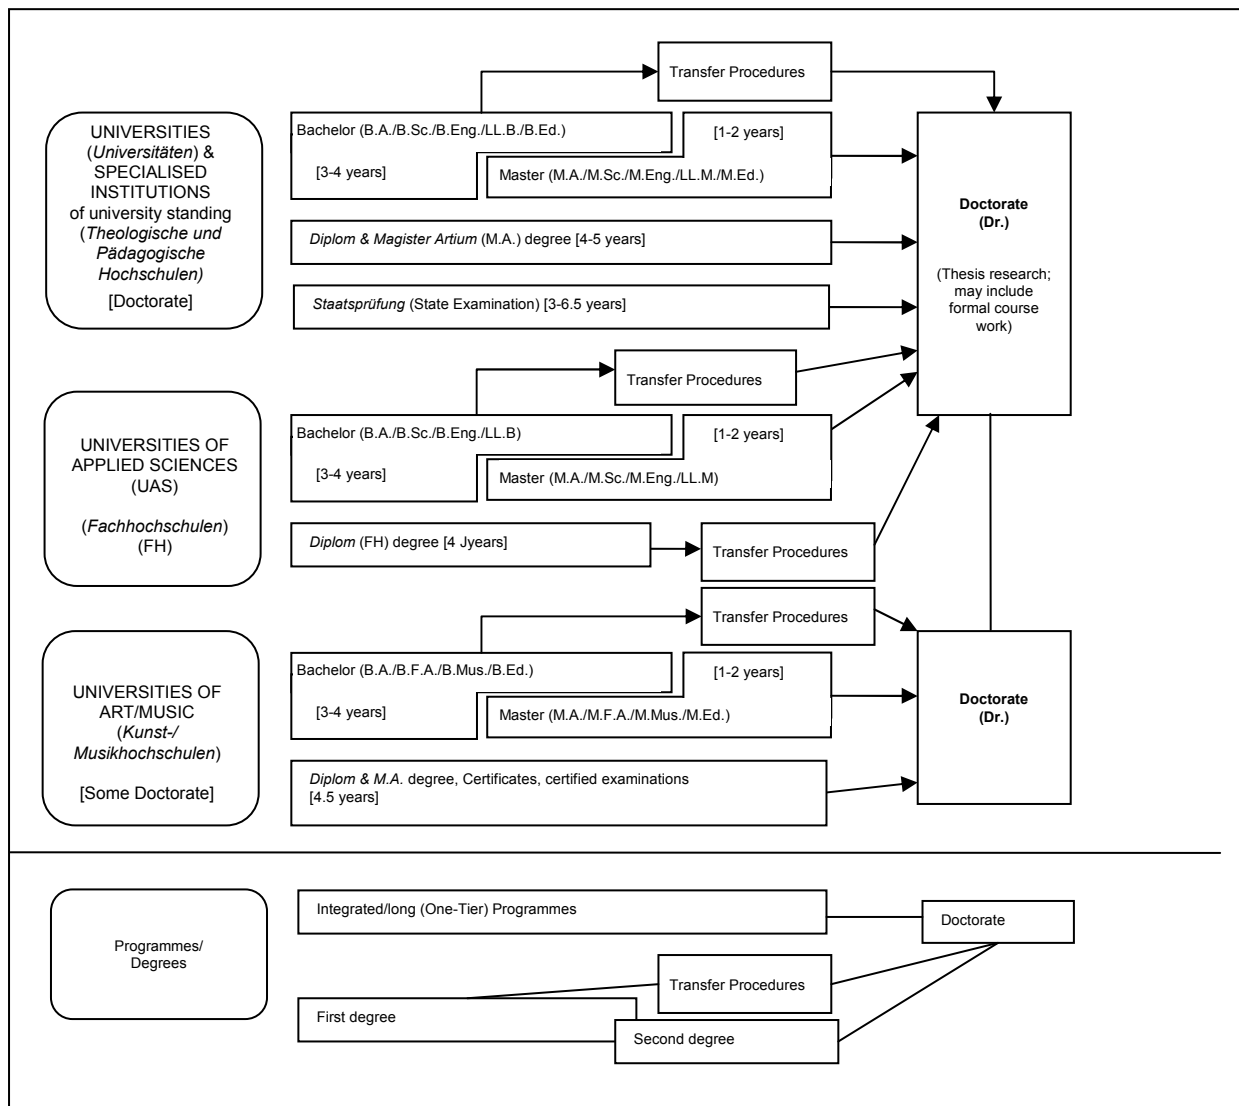 Transfer Procedures
UNIVERSITIES
(Universitäten) &
SPECIALISED
INSTITUTIONS
of university standing
(Theologische und
Pädagogische
Hochschulen)
[Doctorate]
Bachelor (B.A./B.Sc./B.Eng./LL.B./B.Ed.)
[3-4 years]
[1-2 years]
Master (M.A./M.Sc./M.Eng./LL.M./M.Ed.)
Diplom & Magister Artium (M.A.) degree [4-5 years]
Staatsprüfung (State Examination) [3-6.5 years]
Doctorate
(Dr.)
(Thesis research;
may include
formal course
work)
Transfer Procedures
UNIVERSITIES OF
APPLIED SCIENCES
(UAS)
(Fachhochschulen)
(FH)
Bachelor (B.A./B.Sc./B.Eng./LL.B)
[3-4 years]
[1-2 years]
Master (M.A./M.Sc./M.Eng./LL.M)
Diplom (FH) degree [4 Jyears]
Transfer Procedures
Transfer Procedures
UNIVERSITIES OF
ART/MUSIC
(Kunst-/
Musikhochschulen)
[Some Doctorate]
Bachelor (B.A./B.F.A./B.Mus./B.Ed.)
[3-4 years]
[1-2 years]
Master (M.A./M.F.A./M.Mus./M.Ed.)
Diplom & M.A. degree, Certificates, certified examinations
[4.5 years]
Doctorate
(Dr.)
Programmes/
Degrees
Integrated/long (One-Tier) Programmes
Doctorate
Transfer Procedures
First degree
Second degree